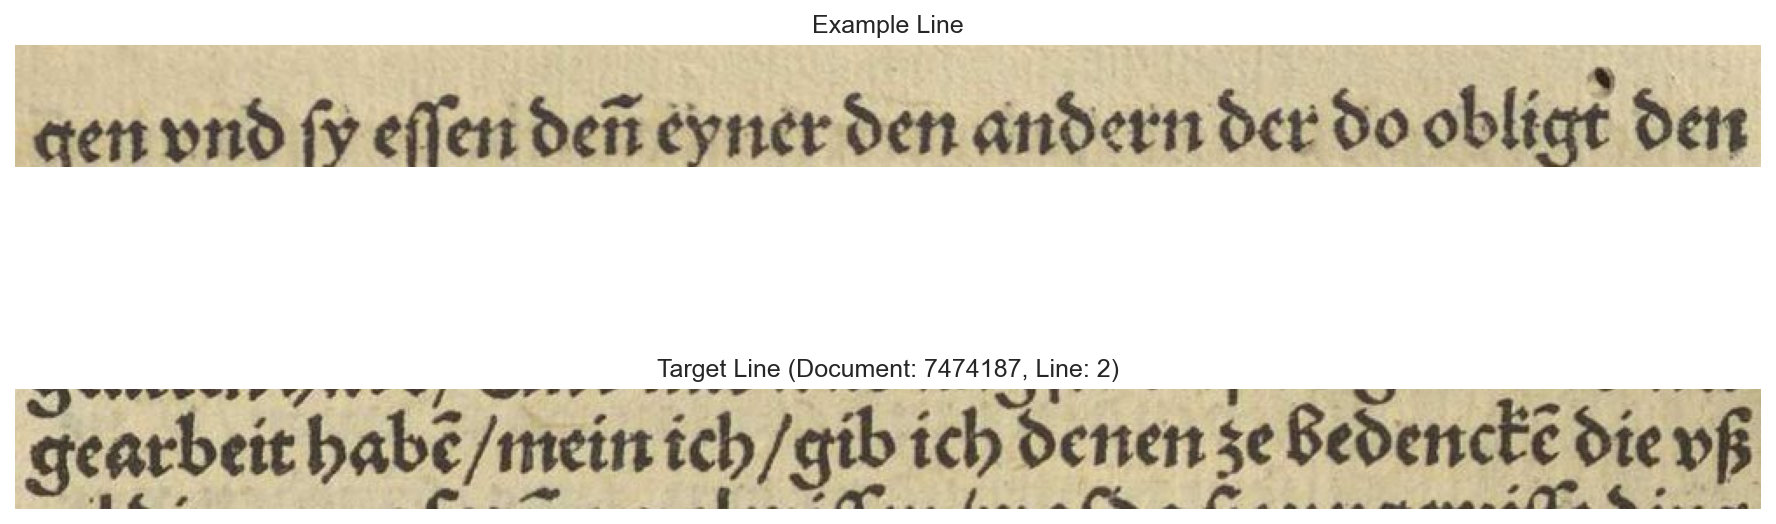 Example Line
gen vnd ſy eſſen den̄ eyner den andern der do obligt den
Target Line (Document: 7474187, Line: 2)
gearbeit habē/mein ich/gib ich denen ze bedenckē die vß